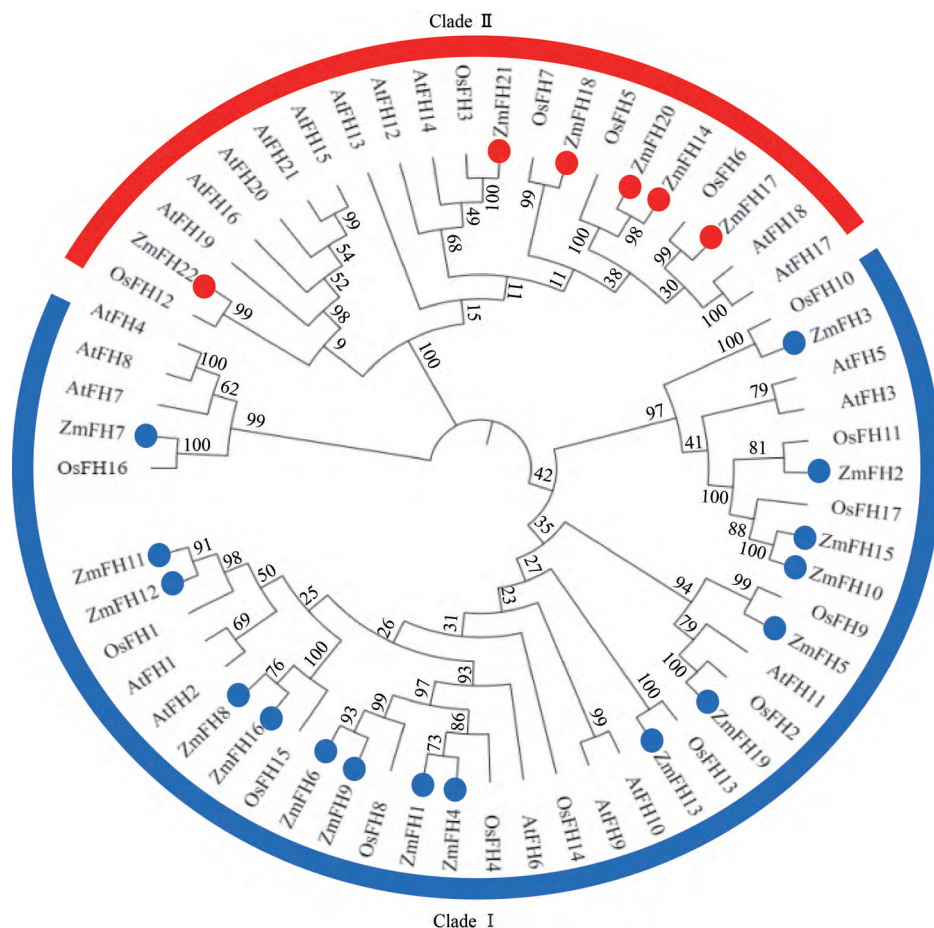 Clade Ⅱ
OsFH12
ZmFH22
AtFH19
AtFH16
AtFH20
AtFH21
AtFH15
AtFH13
AtFH12
AtFH14
OsFH3
ZmFH21
OsFH7
ZmFH18
OsFH5
ZmFH20
ZmFH14
OsFH6
ZmFH17
AtFH18
AtFH17
OsFH10
ZmFH3
AtFH5
AtFH3
OsFH11
ZmFH2
OsFH17
ZmFH15
ZmFH10
OsFH9
ZmFH5
AtFH11
OsFH2
ZmFH19
OsFH13
ZmFH13
AtFH10
AtFH9
OsFH14
AtFH6
OsFH4
ZmFH4
ZmFH1
OsFH8
ZmFH9
ZmFH6
OsFH15
ZmFH16
ZmFH8
AtFH2
AtFH1
OsFH1
ZmFH12
ZmFH11
OsFH16
ZmFH7
AtFH7
AtFH8
AtFH4
99
9
98
52
54
99
15
100
11
68
49
100
11
99
38
100
98
30
99
100
97
100
41
79
100
81
88
100
42
35
94
99
79
100
27
100
23
99
31
26
93
97
86
73
99
93
25
100
76
50
69
98
91
99
62
100
100
Clade Ⅰ